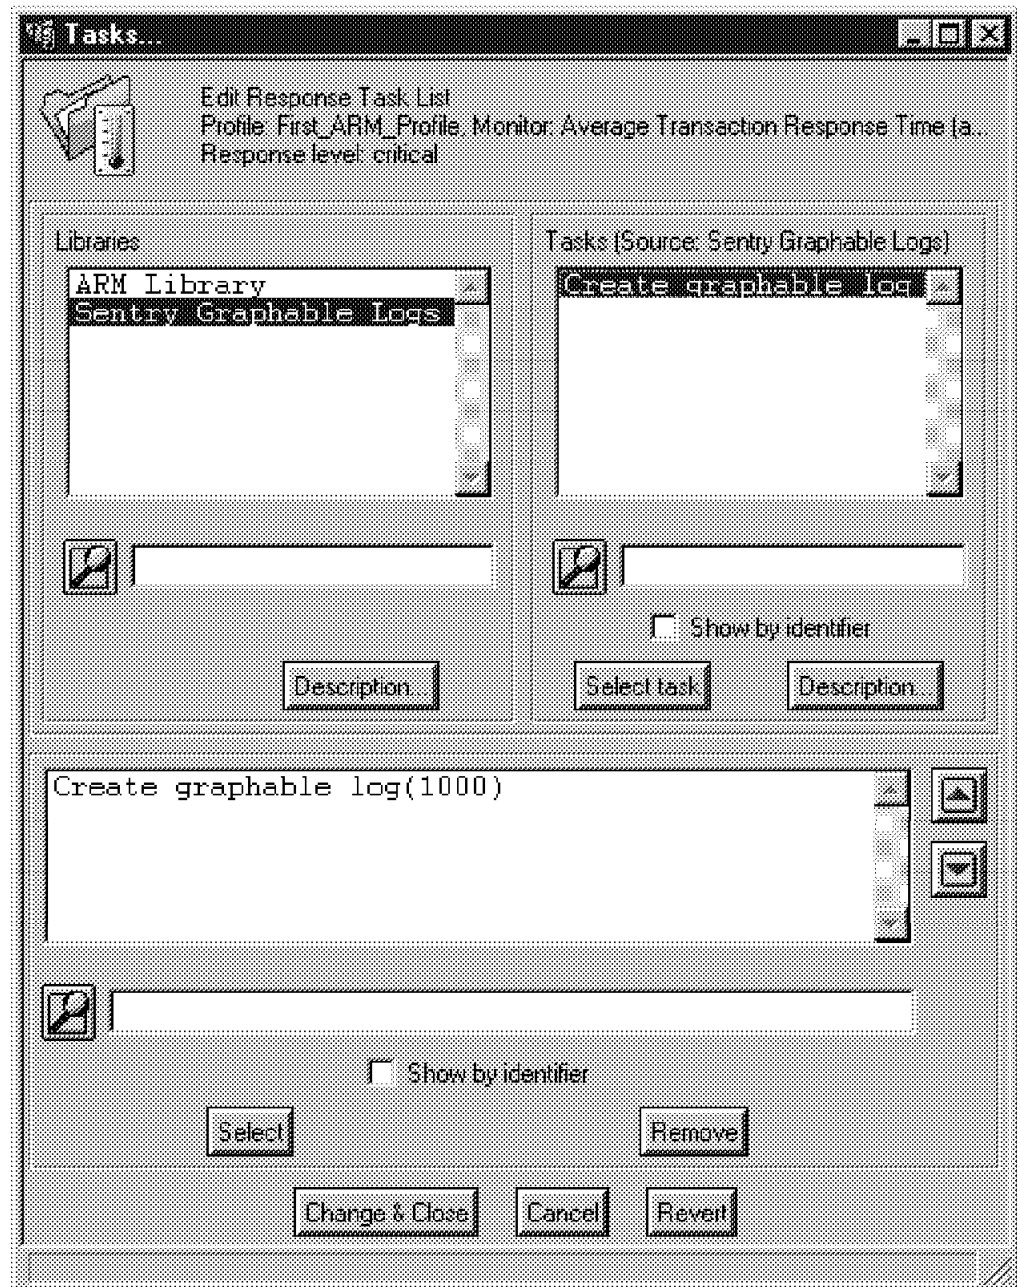 Tasks...
Edit Response Task List
Profile: First_ARM_Profile, Monitor: Average Transaction Response Time (a...
Response level: critical
Libraries
Tasks (Source: Sentry Graphable Logs)
ARM Library
Sentry Graphable Logs
Create graphable log
Show by identifier
Description...
Select task
Description...
Create graphable log(1000)
Show by identifier
Select
Remove
Change & Close
Cancel
Revert